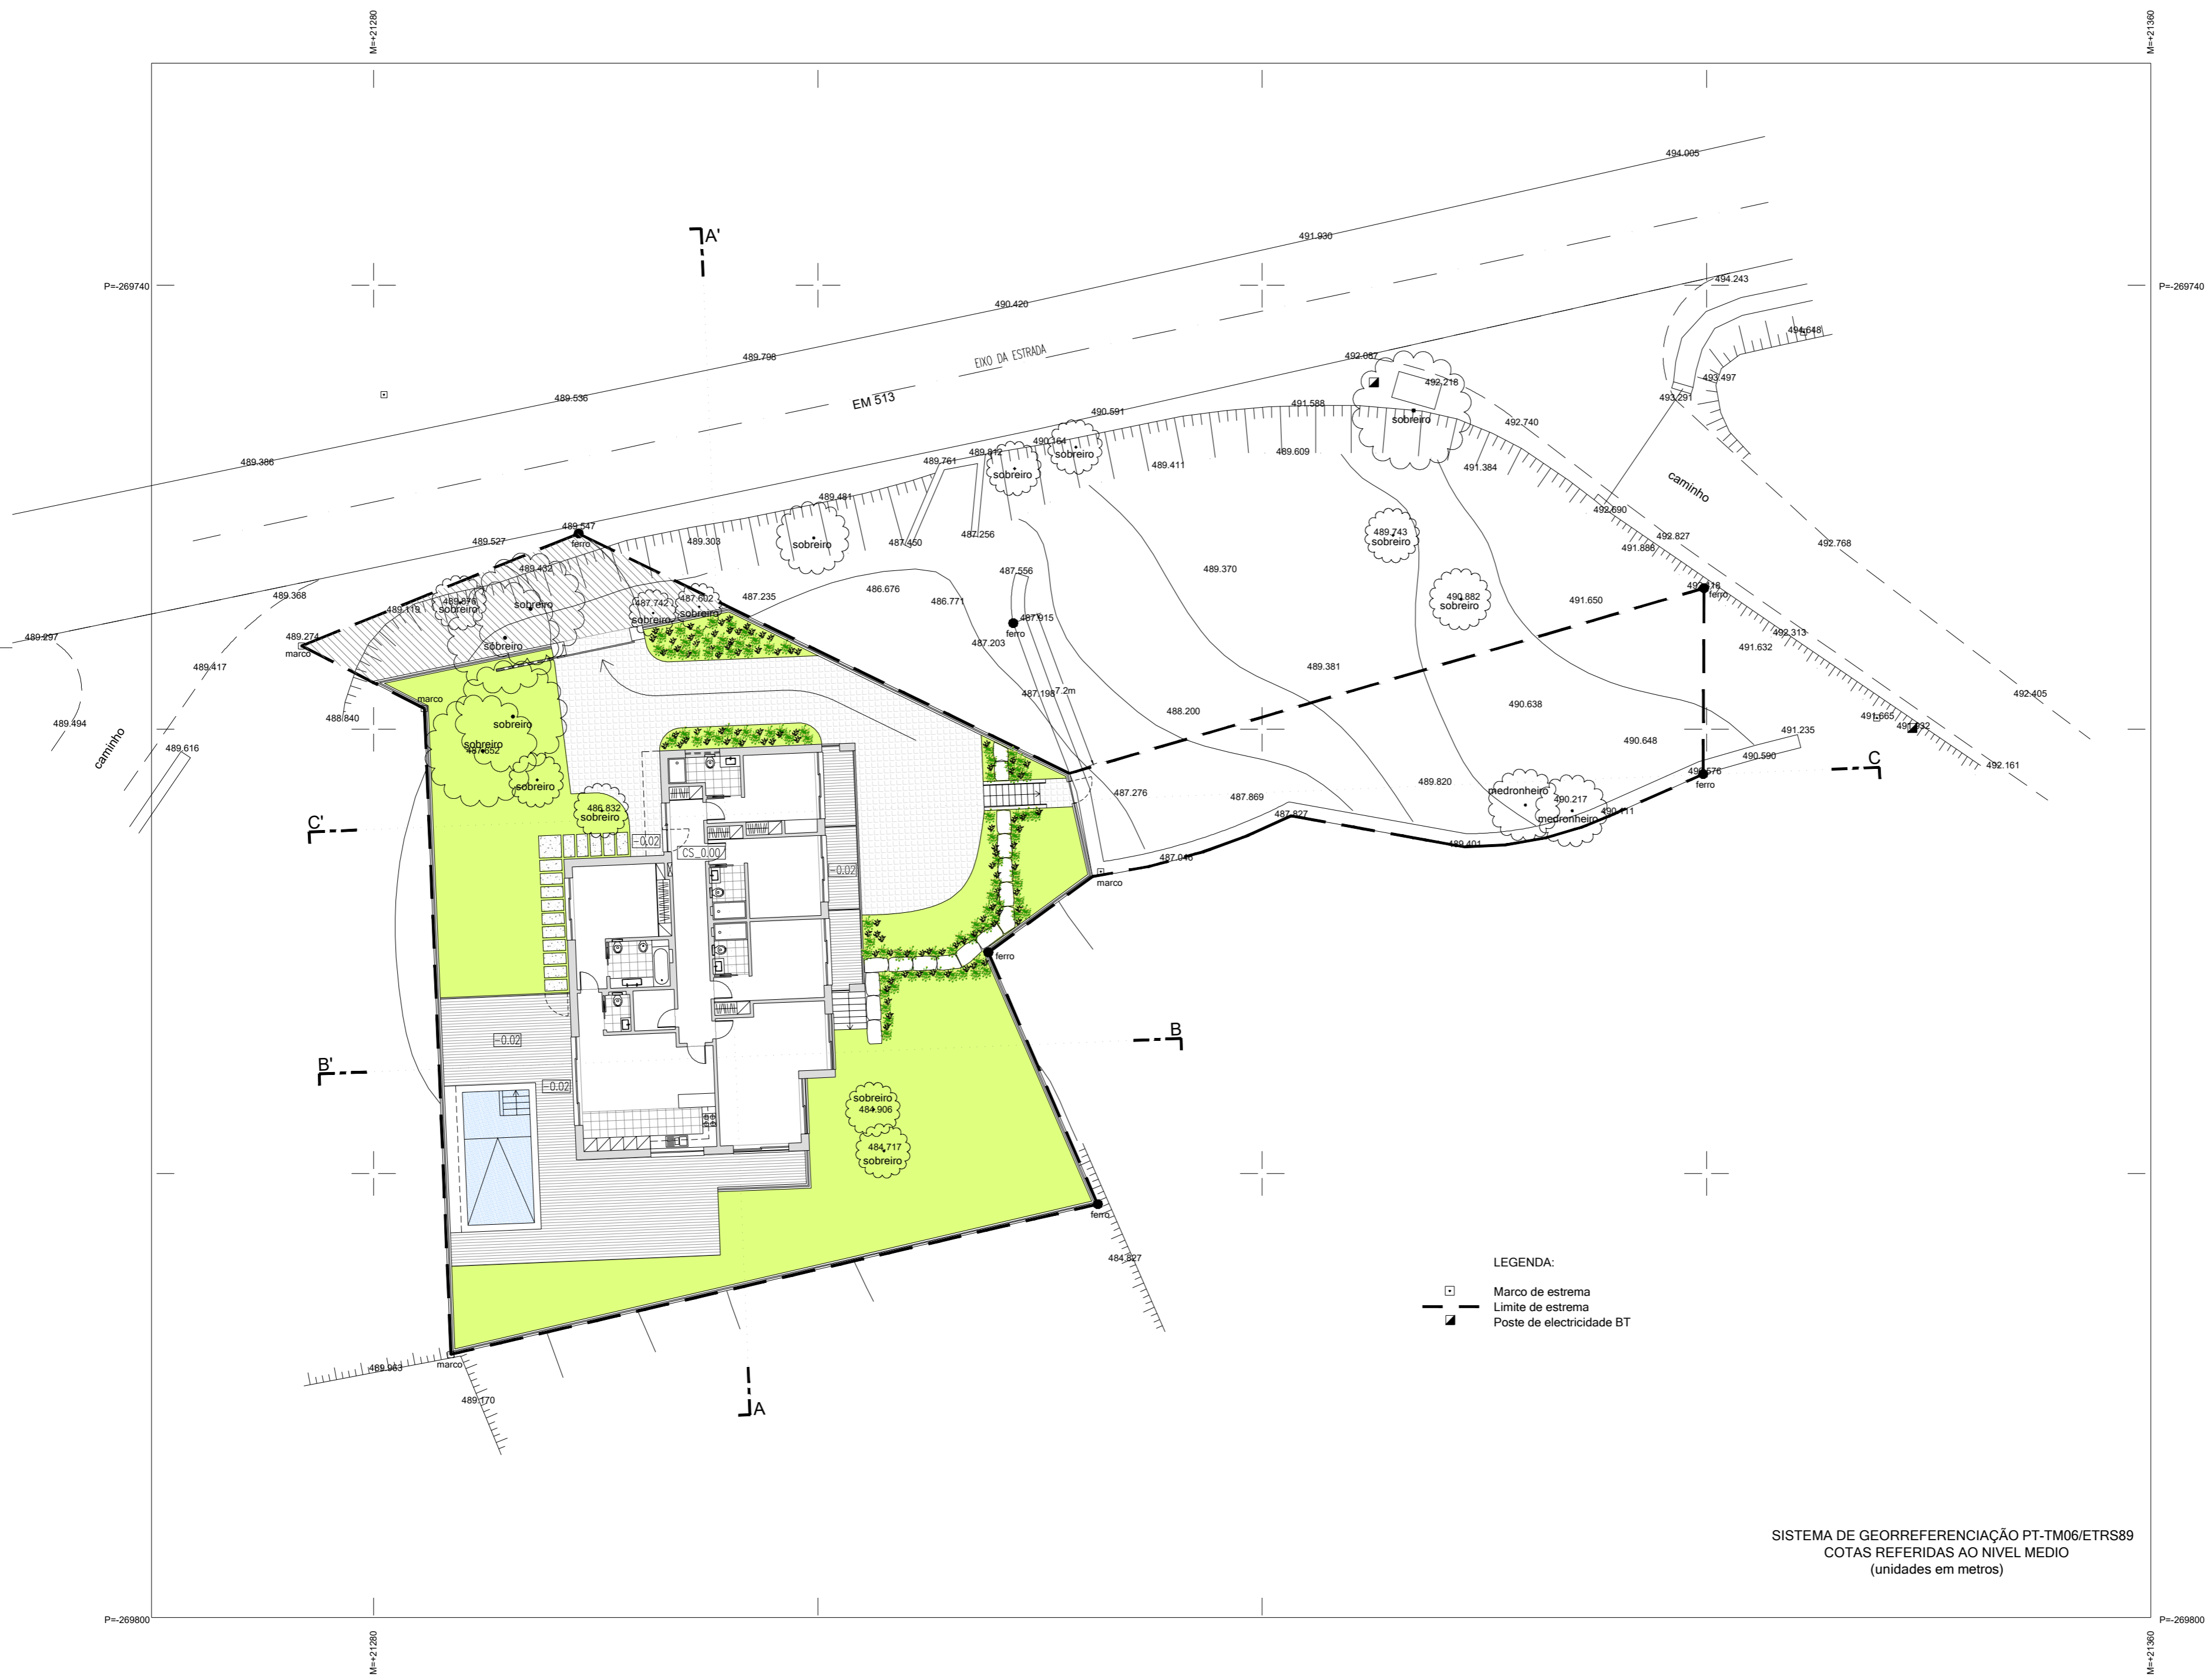 M=+21280
M=+21360
494.005
A'
491.930
P=-269740
494.243
P=-269740
490.420
494.648
489.798
EIXO DA ESTRADA
492.087
493.497
492.218
493.291
489.536
EM 513
491.588
490.591
sobreiro
492.740
490.164
489.386
489.761
489.812
sobreiro
489.411
489.609
491.384
sobreiro
caminho
489.481
492.690
489.547
ferro
489.527
489.303
sobreiro
487.450
487.256
489.743
sobreiro
492.827
491.886
492.768
489.432
487.556
489.370
489.368
489.119
sobreiro
sobreiro
487.742
487.602
487.235
486.676
486.771
490.882
sobreiro
491.650
ferro
sobreiro
sobreiro
487.915
ferro
489.297
489.274
marco
sobreiro
487.203
492.313
491.632
489.417
489.381
487.198
7.2m
492.405
marco
488.840
488.200
490.638
491.665
489.494
sobreiro
caminho
489.616
sobreiro
487.652
490.648
491.235
490.590
C
492.161
ferro
sobreiro
489.820
medronheiro
487.276
487.869
490.217
490.411
medronheiro
486.832
sobreiro
487.827
C'
-0.02
CS_0.00
489.401
487.046
-0.02
marco
ferro
B
-0.02
B'
-0.02
sobreiro
484.906
484.717
sobreiro
ferro
484.827
LEGENDA:
Marco de estrema
Limite de estrema
Poste de electricidade BT
marco
489.963
489.170
A
SISTEMA DE GEORREFERENCIAÇÃO PT-TM06/ETRS89
COTAS REFERIDAS AO NIVEL MEDIO
(unidades em metros)
P=-269800
P=-269800
M=+21280
M=+21360